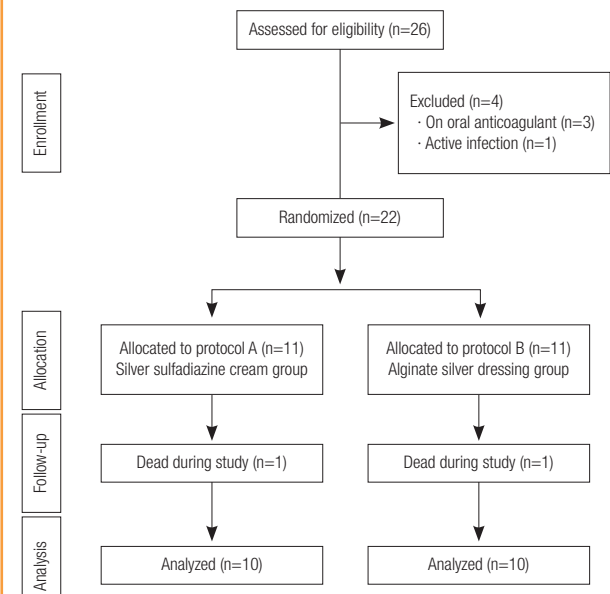 Assessed for eligibility (n=26)
Enrollment
Excluded (n=4)
· On oral anticoagulant (n=3)
· Active infection (n=1)
Randomized (n=22)
Allocation
Allocated to protocol A (n=11)
Silver sulfadiazine cream group
Allocated to protocol B (n=11)
Alginate silver dressing group
Follow-up
Dead during study (n=1)
Dead during study (n=1)
Analysis
Analyzed (n=10)
Analyzed (n=10)